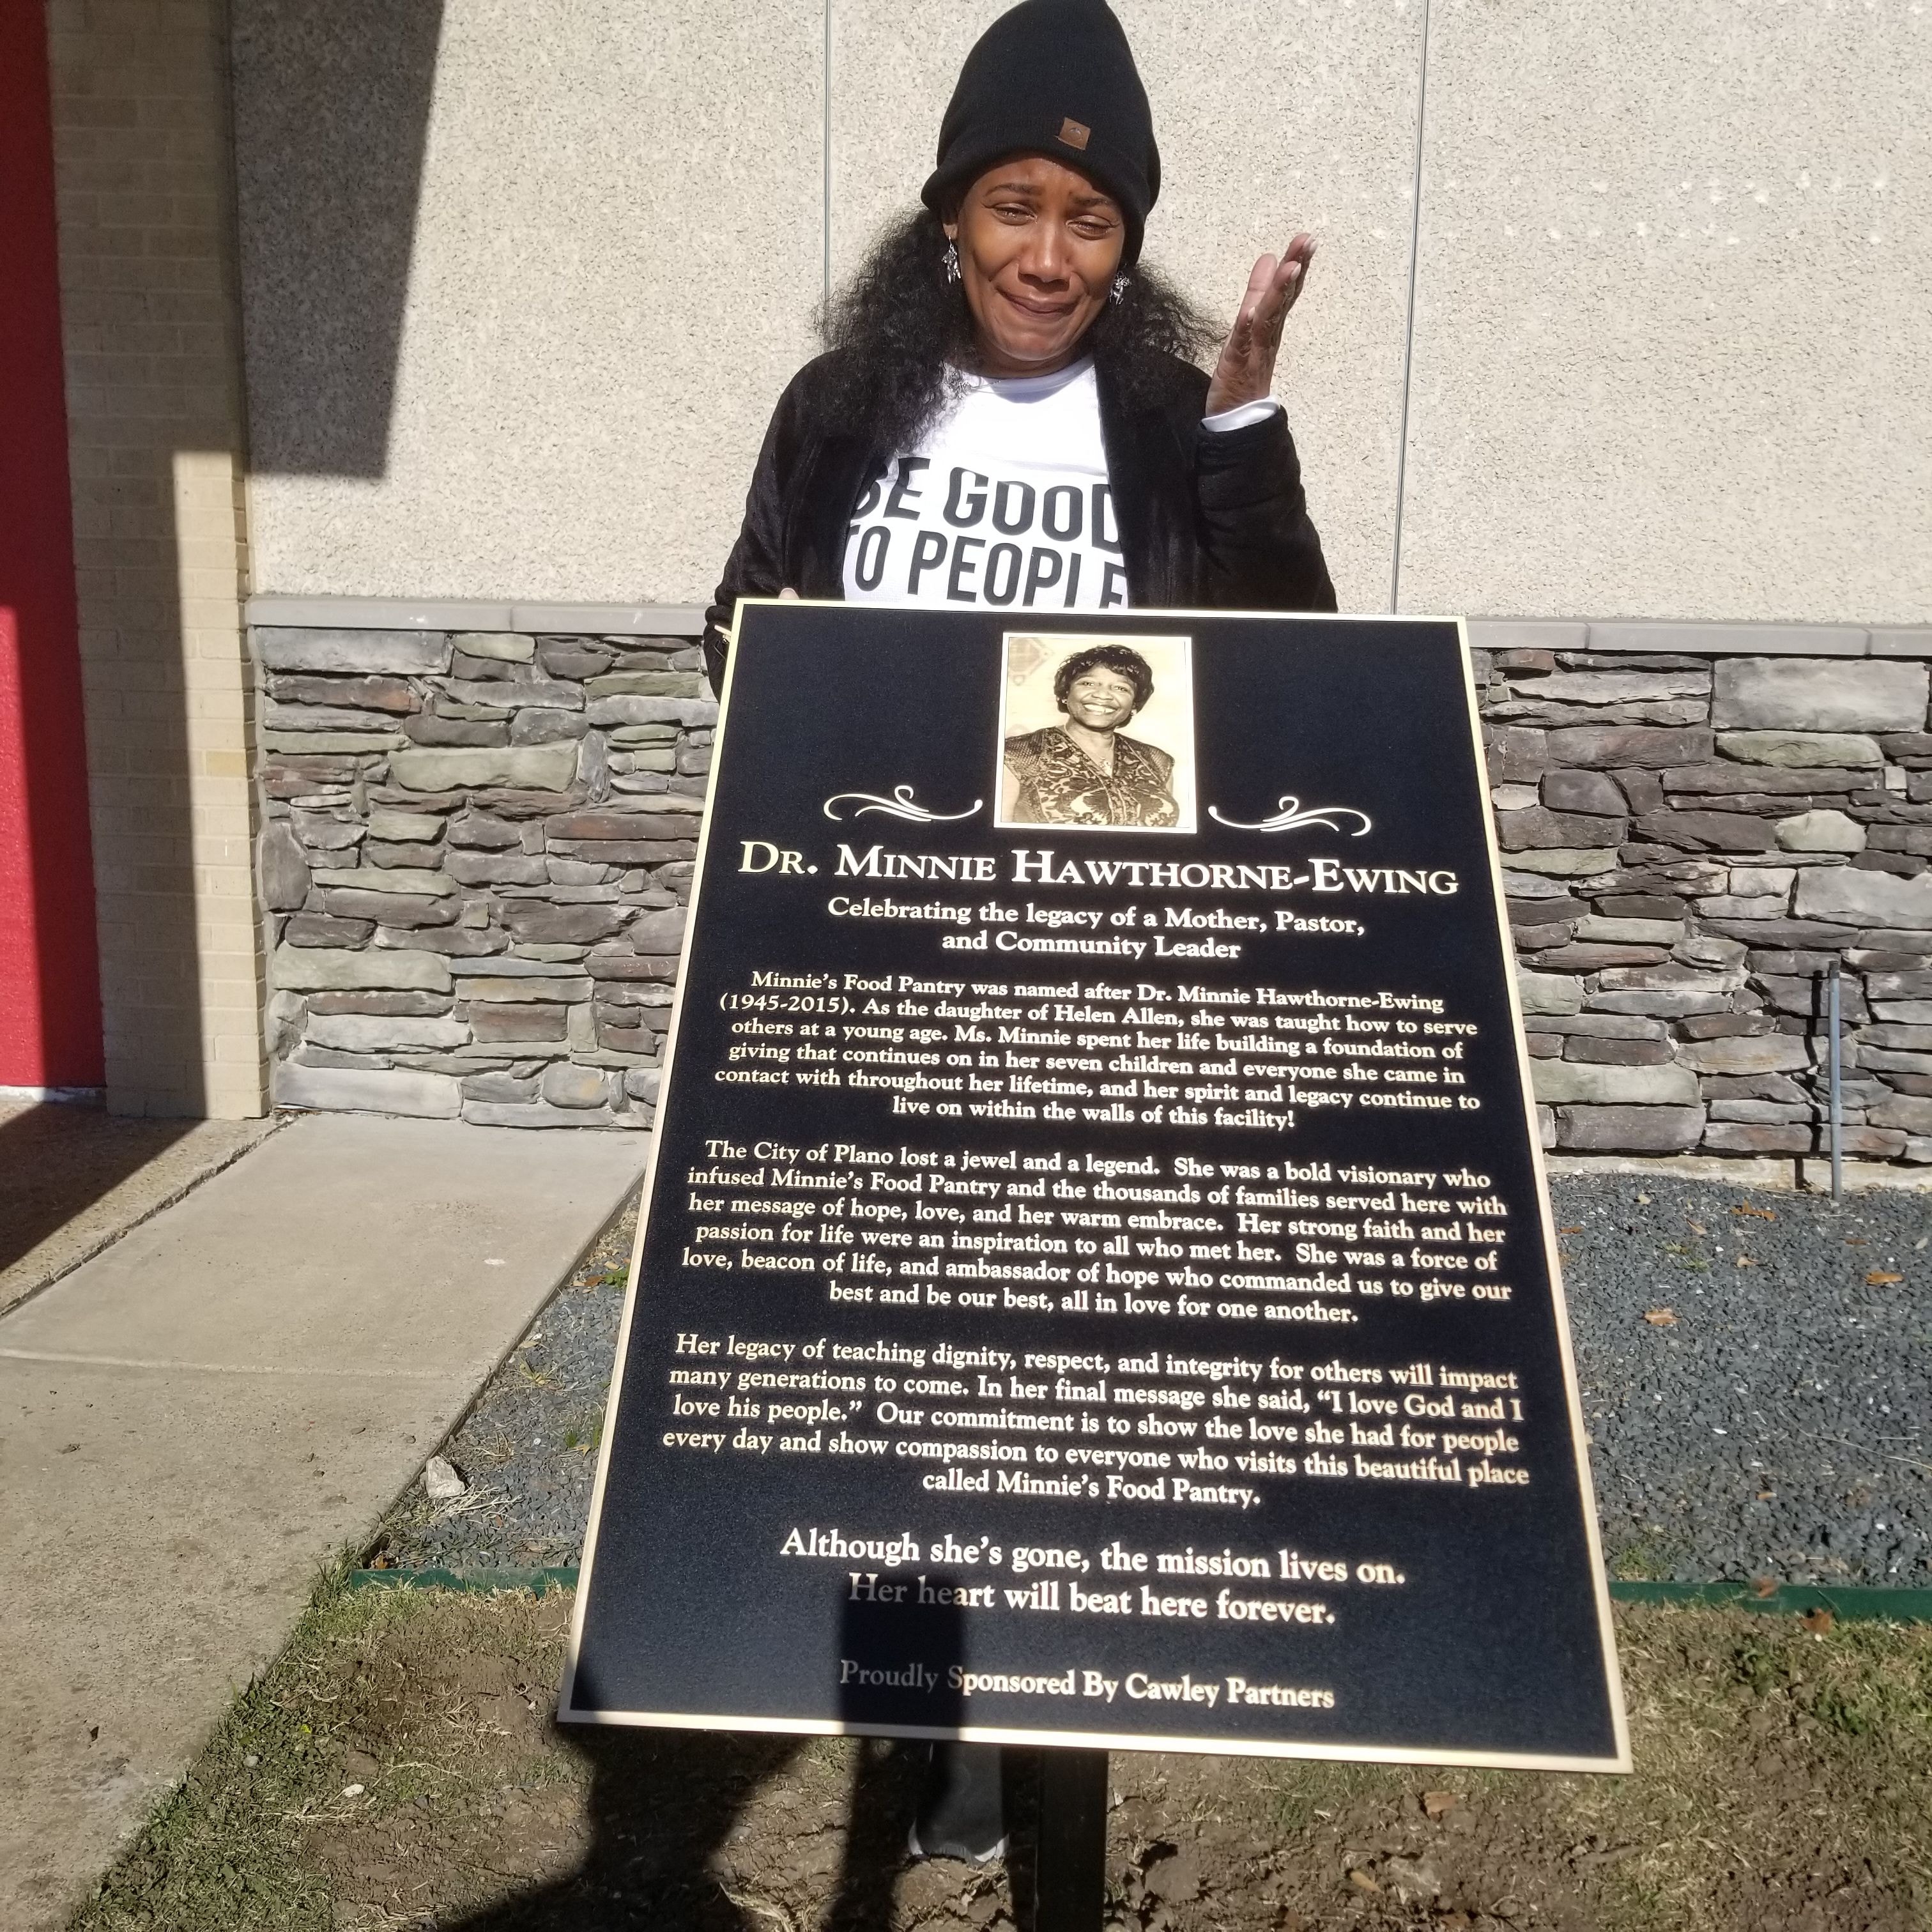 BE GOOD
TO PEOPLE
DR. MINNIE HAWTHORNE-EWING
Celebrating the legacy of a Mother, Pastor,
and Community Leader
Minnie's Food Pantry was named after Dr. Minnie Hawthorne-Ewing
(1945-2015). As the daughter of Helen Allen, she was taught how to serve
others at a young age. Ms. Minnie spent her life building a foundation of
giving that continues on in her seven children and everyone she came in
contact with throughout her lifetime, and her spirit and legacy continue to
live on within the walls of this facility!
The City of Plano lost a jewel and a legend. She was a bold visionary who
infused Minnie's Food Pantry and the thousands of families served here with
her message of hope, love, and her warm embrace. Her strong faith and her
passion for life were an inspiration to all who met her. She was a force of
love, beacon of life, and ambassador of hope who commanded us to give our
best and be our best, all in love for one another.
Her legacy of teaching dignity, respect, and integrity for others will impact
many generations to come. In her final message she said, “I love God and I
love his people.” Our commitment is to show the love she had for people
every day and show compassion to everyone who visits this beautiful place
called Minnie's Food Pantry.
Although she's gone, the mission lives on.
Her heart will beat here forever.
Proudly Sponsored By Cawley Partners